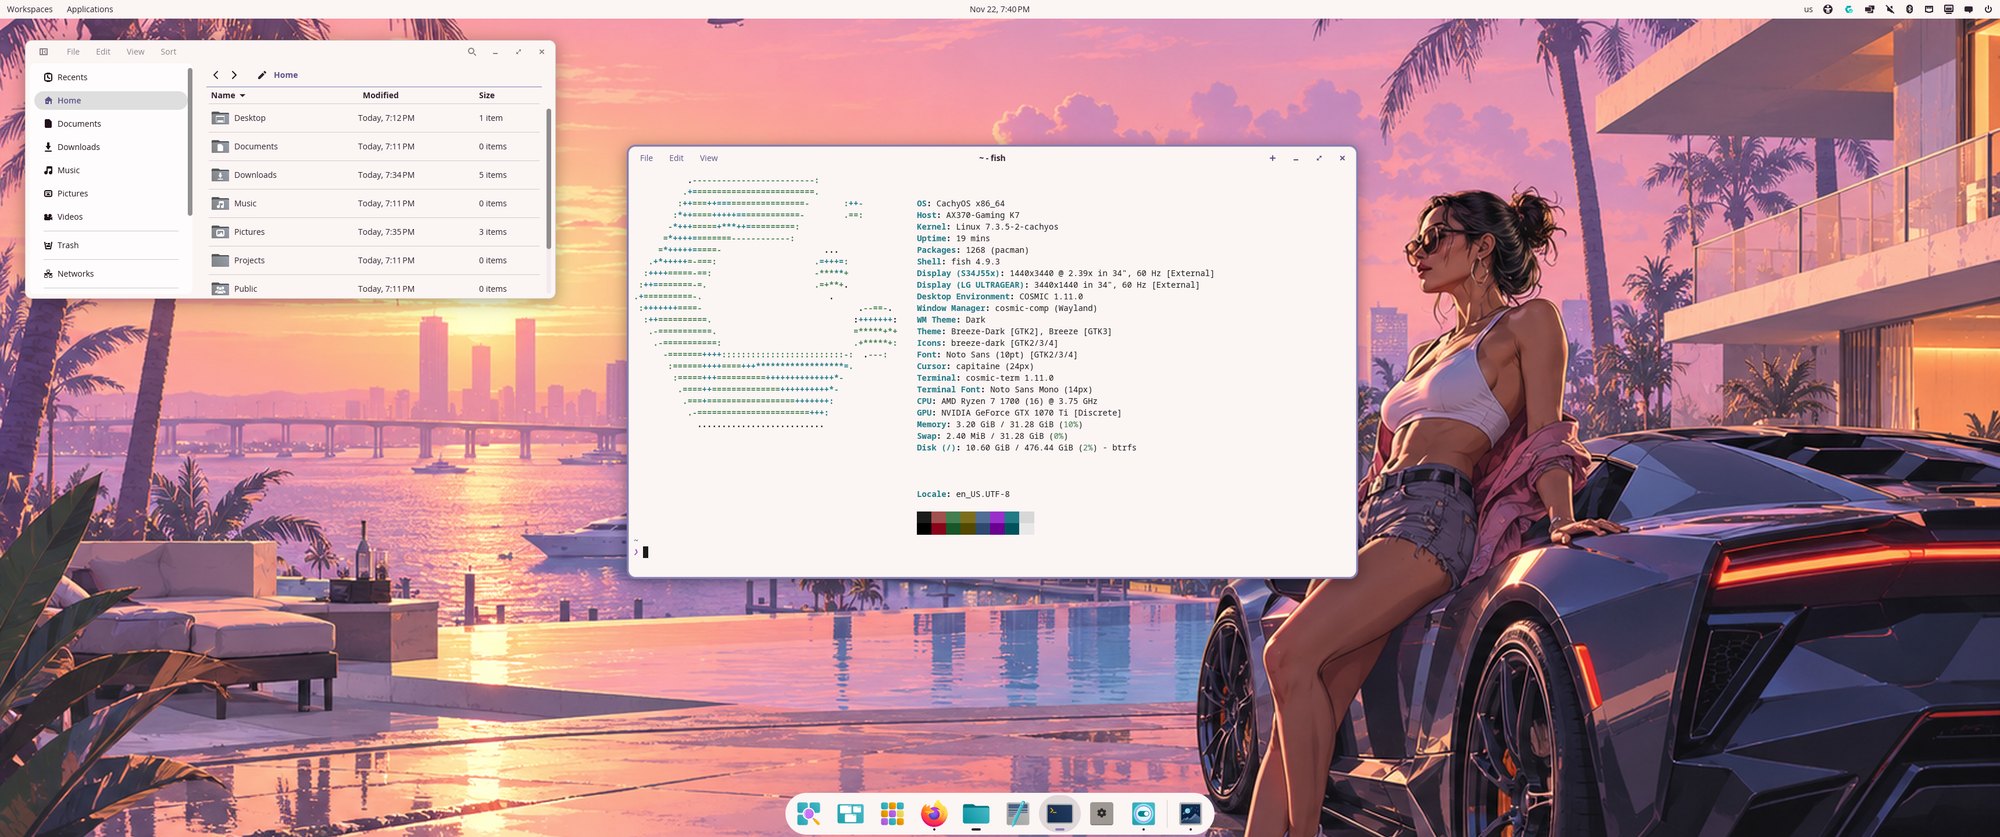 Workspaces Applications Nov 22, 7:40 PM us
File Edit View Sort
Recents
Home
Documents
Downloads
Music
Pictures
Videos
Trash
Networks
Home
Name Modified Size
Desktop Today, 7:12 PM 1 item
Documents Today, 7:11 PM 0 items
Downloads Today, 7:34 PM 5 items
Music Today, 7:11 PM 0 items
Pictures Today, 7:35 PM 3 items
Projects Today, 7:11 PM 0 items
Public Today, 7:11 PM 0 items
File Edit View ~ - fish
OS: CachyOS x86_64
Host: AX370-Gaming K7
Kernel: Linux 7.3.5-2-cachyos
Uptime: 19 mins
Packages: 1268 (pacman)
Shell: fish 4.9.3
Display (S34J55x): 1440x3440 @ 2.39x in 34", 60 Hz [External]
Display (LG ULTRAGEAR): 3440x1440 in 34", 60 Hz [External]
Desktop Environment: COSMIC 1.11.0
Window Manager: cosmic-comp (Wayland)
WM Theme: Dark
Theme: Breeze-Dark [GTK2], Breeze [GTK3]
Icons: breeze-dark [GTK2/3/4]
Font: Noto Sans (10pt) [GTK2/3/4]
Cursor: capitaine (24px)
Terminal: cosmic-term 1.11.0
Terminal Font: Noto Sans Mono (14px)
CPU: AMD Ryzen 7 1700 (16) @ 3.75 GHz
GPU: NVIDIA GeForce GTX 1070 Ti [Discrete]
Memory: 3.20 GiB / 31.28 GiB (10%)
Swap: 2.40 MiB / 31.28 GiB (0%)
Disk (/): 10.60 GiB / 476.44 GiB (2%) - btrfs
Locale: en_US.UTF-8
~
❯